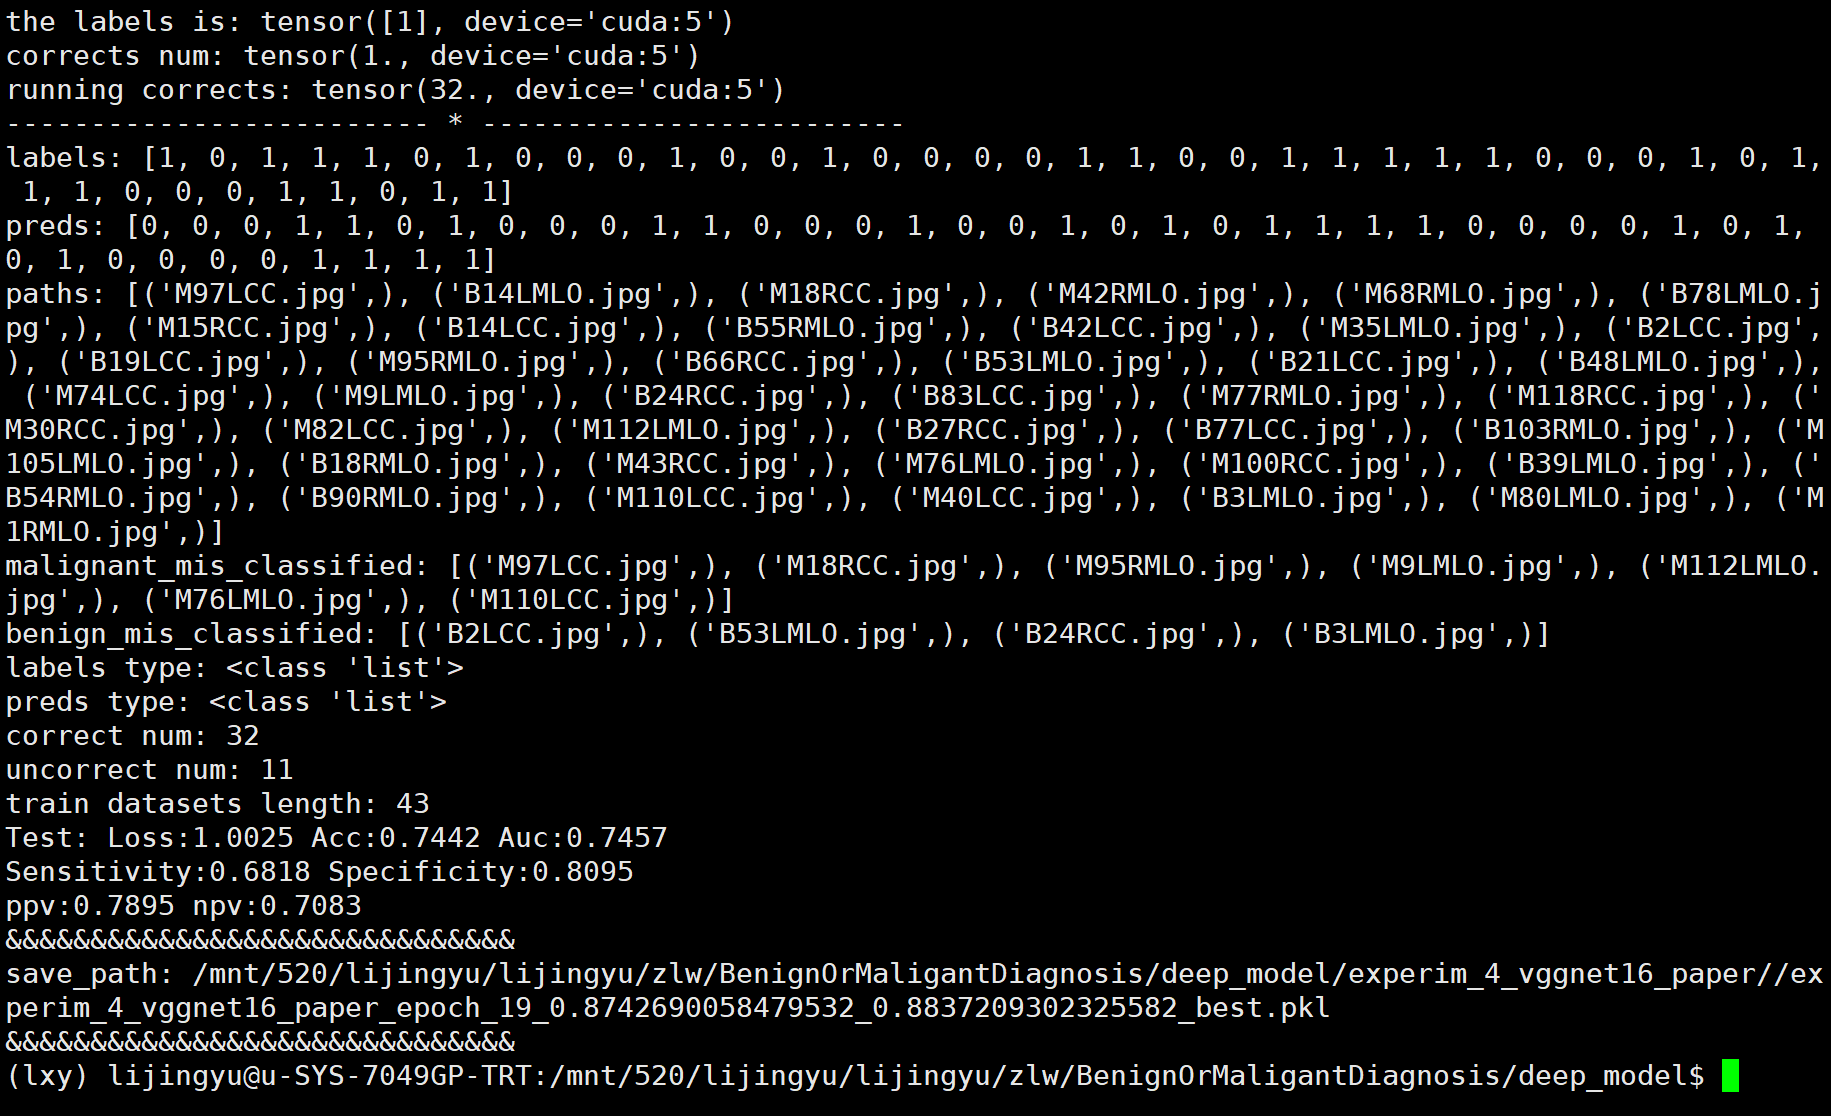 the labels is: tensor([1], device='cuda:5')
corrects num: tensor(1., device='cuda:5')
running corrects: tensor(32., device='cuda:5')
------------------------- * -------------------------
labels: [1, 0, 1, 1, 1, 0, 1, 0, 0, 0, 1, 0, 0, 1, 0, 0, 0, 0, 1, 1, 0, 0, 1, 1, 1, 1, 1, 0, 0, 0, 1, 0, 1,
 1, 1, 0, 0, 0, 1, 1, 0, 1, 1]
preds: [0, 0, 0, 1, 1, 0, 1, 0, 0, 0, 1, 1, 0, 0, 0, 1, 0, 0, 1, 0, 1, 0, 1, 1, 1, 1, 0, 0, 0, 0, 1, 0, 1,
0, 1, 0, 0, 0, 0, 1, 1, 1, 1]
paths: [('M97LCC.jpg',), ('B14LMLO.jpg',), ('M18RCC.jpg',), ('M42RMLO.jpg',), ('M68RMLO.jpg',), ('B78LMLO.j
pg',), ('M15RCC.jpg',), ('B14LCC.jpg',), ('B55RMLO.jpg',), ('B42LCC.jpg',), ('M35LMLO.jpg',), ('B2LCC.jpg',
), ('B19LCC.jpg',), ('M95RMLO.jpg',), ('B66RCC.jpg',), ('B53LMLO.jpg',), ('B21LCC.jpg',), ('B48LMLO.jpg',),
 ('M74LCC.jpg',), ('M9LMLO.jpg',), ('B24RCC.jpg',), ('B83LCC.jpg',), ('M77RMLO.jpg',), ('M118RCC.jpg',), ('
M30RCC.jpg',), ('M82LCC.jpg',), ('M112LMLO.jpg',), ('B27RCC.jpg',), ('B77LCC.jpg',), ('B103RMLO.jpg',), ('M
105LMLO.jpg',), ('B18RMLO.jpg',), ('M43RCC.jpg',), ('M76LMLO.jpg',), ('M100RCC.jpg',), ('B39LMLO.jpg',), ('
B54RMLO.jpg',), ('B90RMLO.jpg',), ('M110LCC.jpg',), ('M40LCC.jpg',), ('B3LMLO.jpg',), ('M80LMLO.jpg',), ('M
1RMLO.jpg',)]
malignant_mis_classified: [('M97LCC.jpg',), ('M18RCC.jpg',), ('M95RMLO.jpg',), ('M9LMLO.jpg',), ('M112LMLO.
jpg',), ('M76LMLO.jpg',), ('M110LCC.jpg',)]
benign_mis_classified: [('B2LCC.jpg',), ('B53LMLO.jpg',), ('B24RCC.jpg',), ('B3LMLO.jpg',)]
labels type: <class 'list'>
preds type: <class 'list'>
correct num: 32
uncorrect num: 11
train datasets length: 43
Test: Loss:1.0025 Acc:0.7442 Auc:0.7457
Sensitivity:0.6818 Specificity:0.8095
ppv:0.7895 npv:0.7083
&&&&&&&&&&&&&&&&&&&&&&&&&&&&&&
save_path: /mnt/520/lijingyu/lijingyu/zlw/BenignOrMaligantDiagnosis/deep_model/experim_4_vggnet16_paper//ex
perim_4_vggnet16_paper_epoch_19_0.8742690058479532_0.8837209302325582_best.pkl
&&&&&&&&&&&&&&&&&&&&&&&&&&&&&&
(lxy) lijingyu@u-SYS-7049GP-TRT:/mnt/520/lijingyu/lijingyu/zlw/BenignOrMaligantDiagnosis/deep_model$